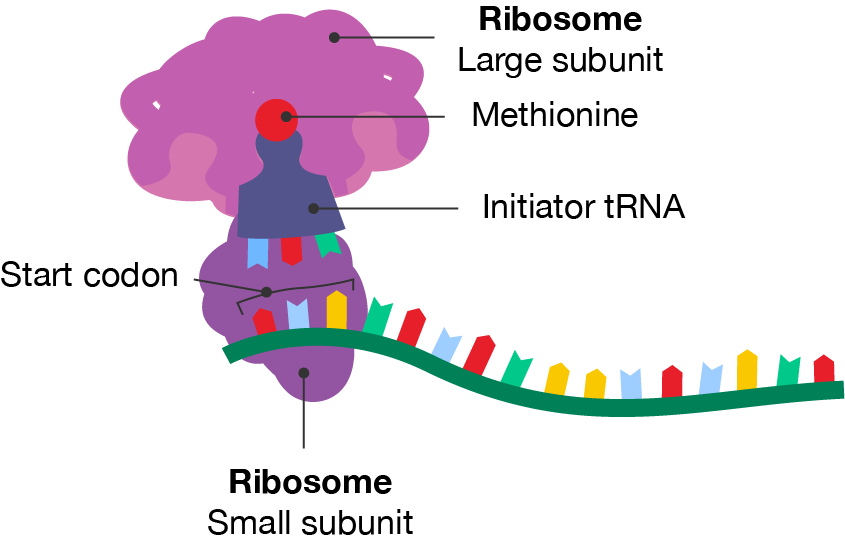 Ribosome
Large subunit
Methionine
Initiator tRNA
Start codon
Ribosome
Small subunit